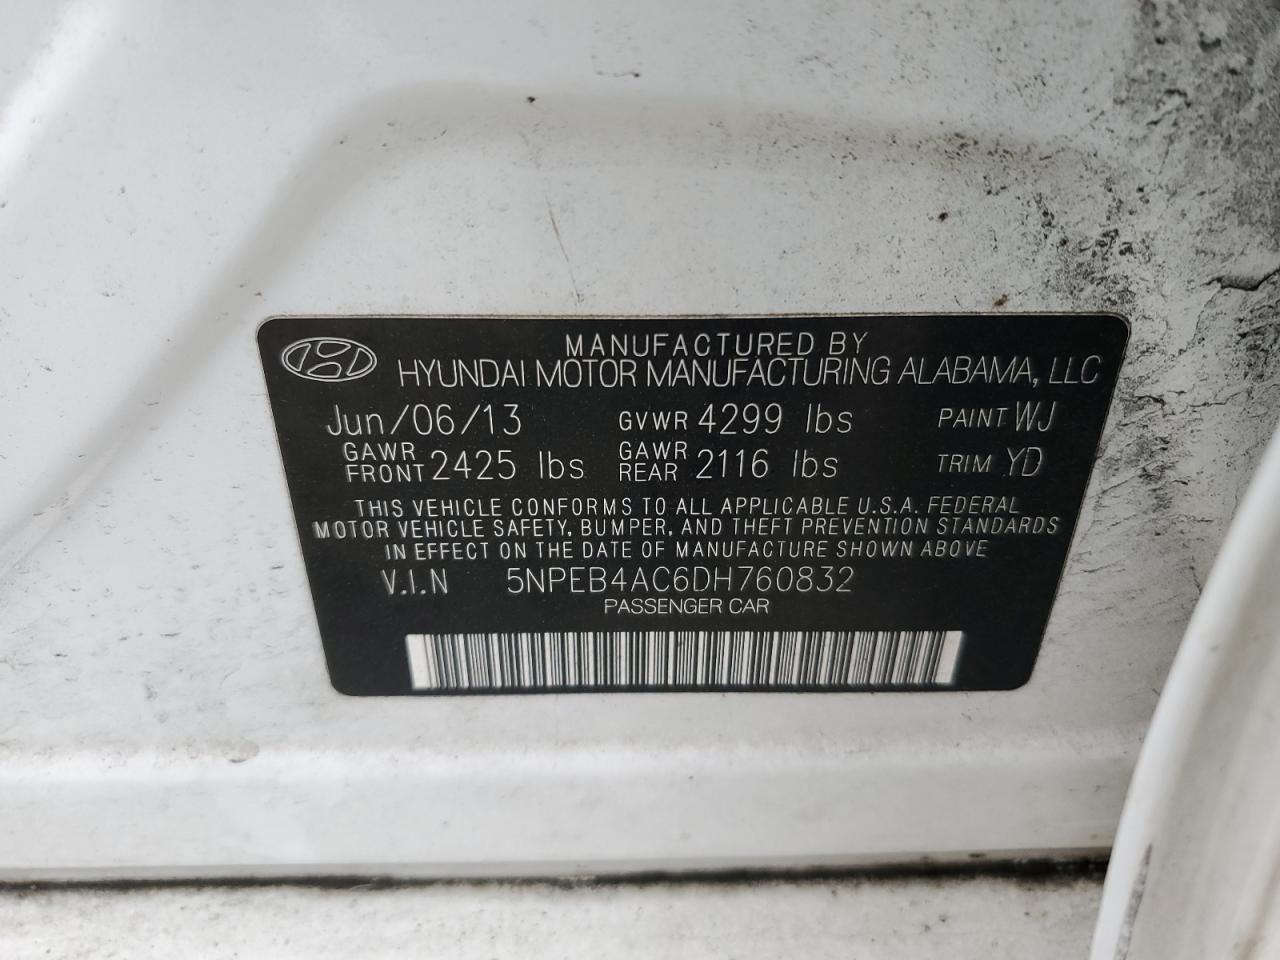 MANUFACTURED BY
HYUNDAI MOTOR MANUFACTURING ALABAMA, LLC
Jun/06/13 GVWR 4299 lbs PAINT WJ
GAWR FRONT 2425 lbs GAWR REAR 2116 lbs TRIM YD
THIS VEHICLE CONFORMS TO ALL APPLICABLE U.S.A. FEDERAL
MOTOR VEHICLE SAFETY, BUMPER, AND THEFT PREVENTION STANDARDS
IN EFFECT ON THE DATE OF MANUFACTURE SHOWN ABOVE
V.I.N 5NPEB4AC6DH760832
PASSENGER CAR